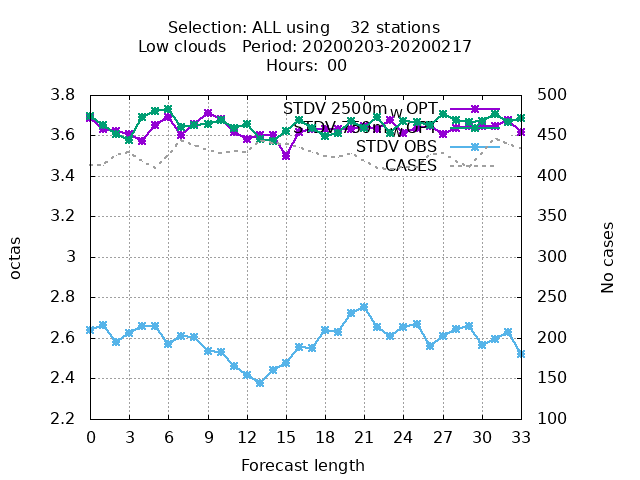 Selection: ALL using 32 stations
Low clouds Period: 20200203-20200217
Hours: 00
3.8
3.6
3.4
3.2
3
2.8
2.6
2.4
2.2
500
450
400
350
300
250
200
150
100
octas
No cases
STDV 2500m_W_OPT
STDV OBS
CASES
0 3 6 9 12 15 18 21 24 27 30 33
Forecast length